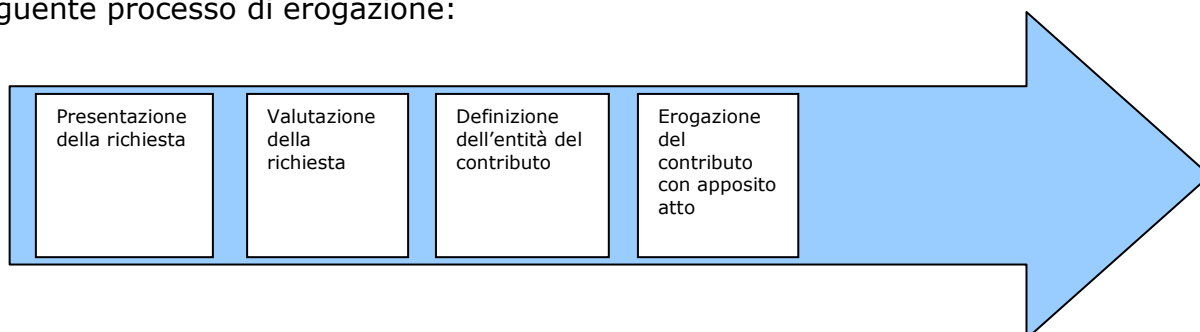 guente processo di erogazione:
Presentazione
della richiesta
Valutazione
della
richiesta
Definizione
dell'entità del
contributo
Erogazione
del
contributo
con apposito
atto